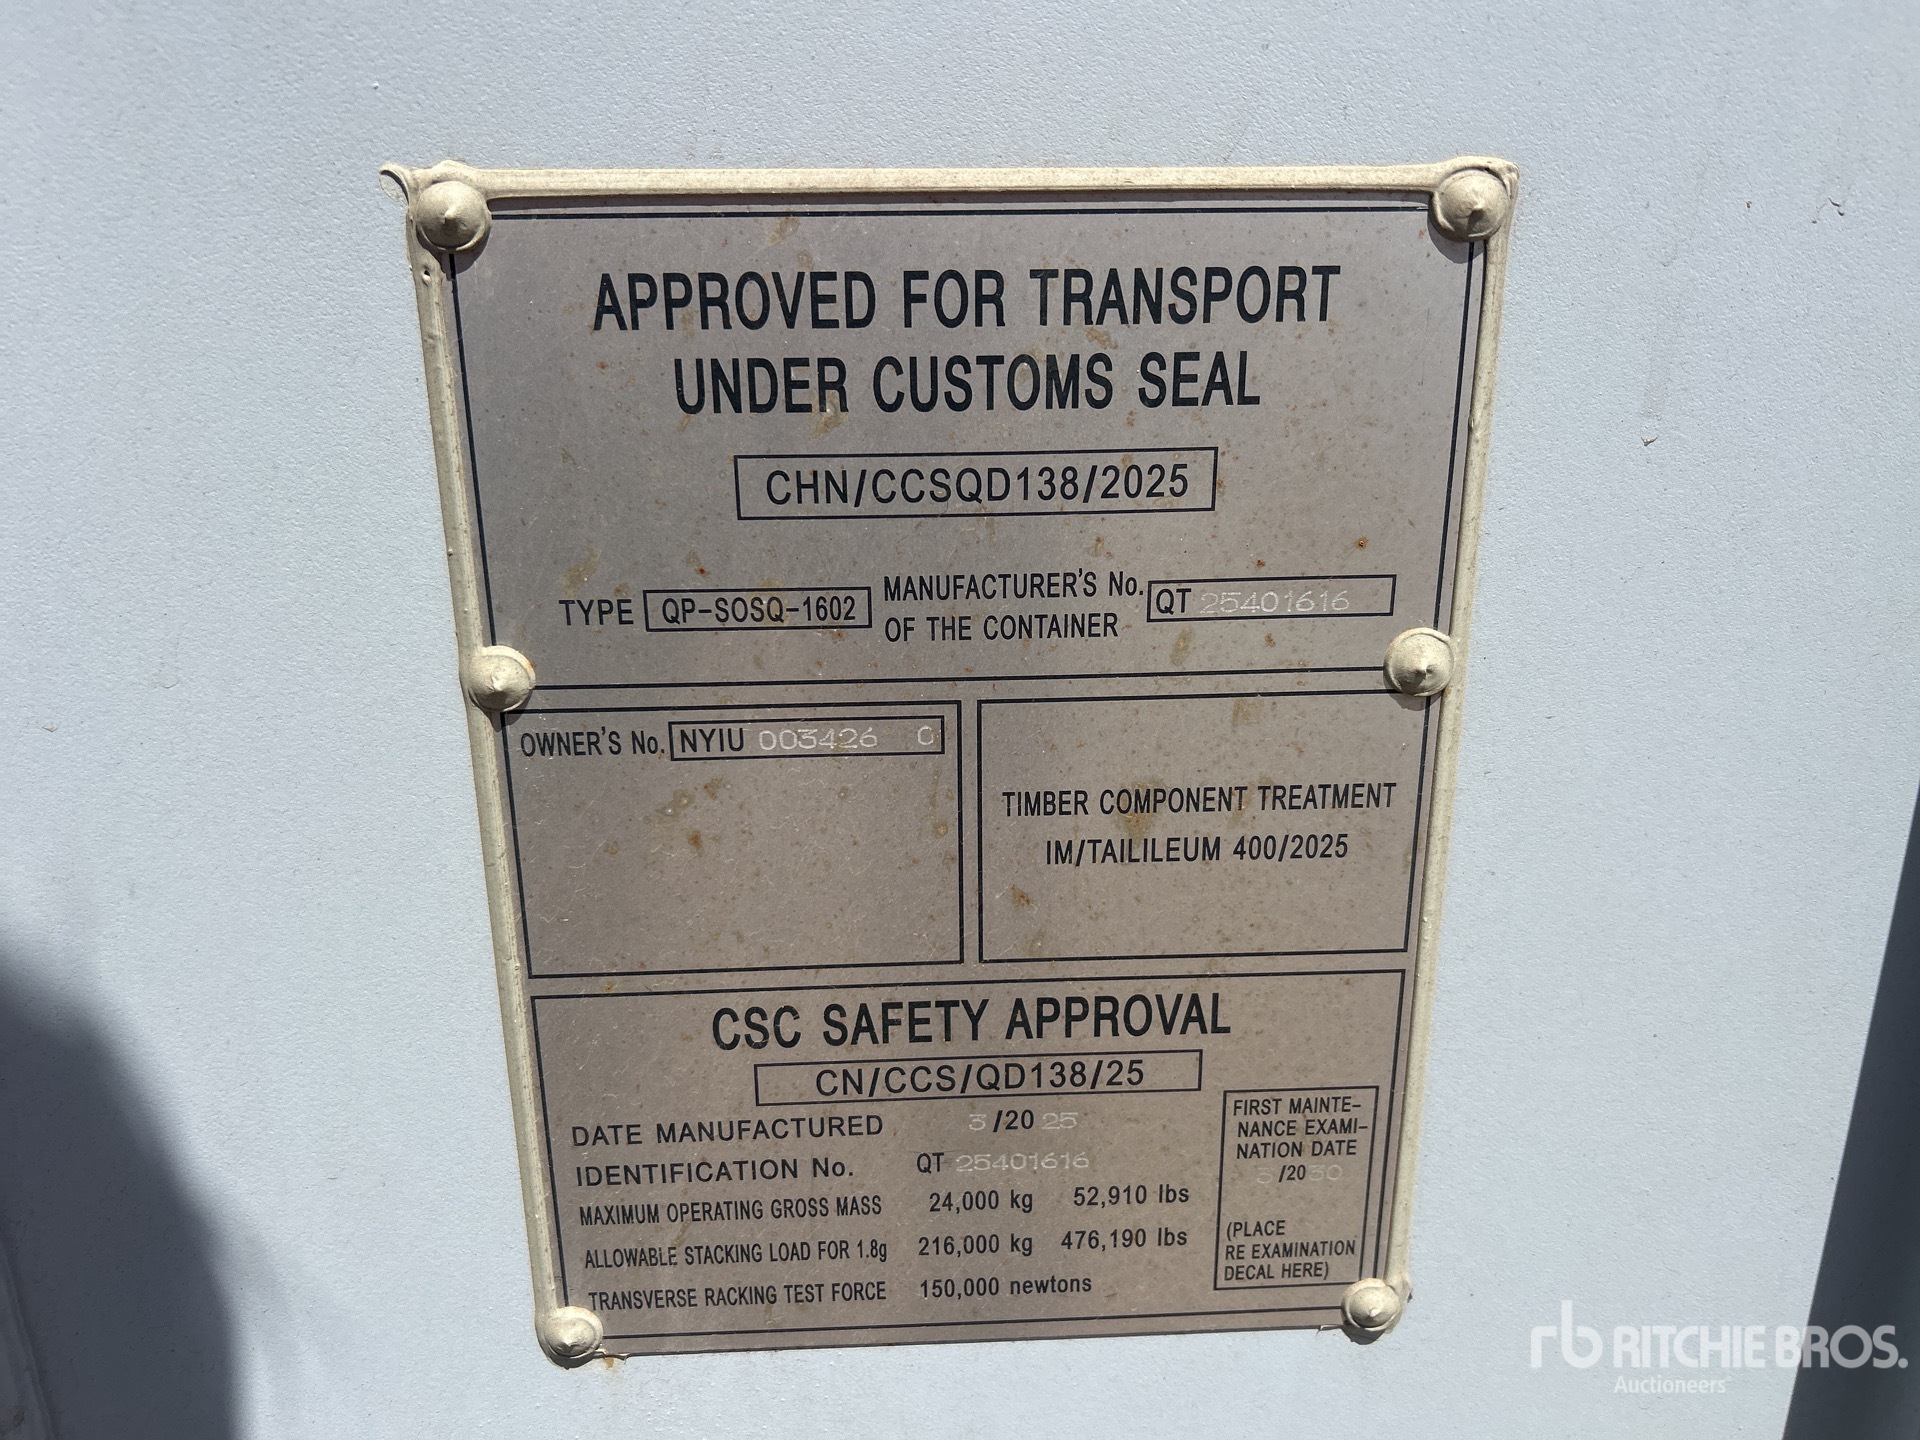 APPROVED FOR TRANSPORT
UNDER CUSTOMS SEAL
CHN/CCSQD138/2025
TYPE QP-SOSQ-1602 MANUFACTURER'S No. OF THE CONTAINER QT 25401616
OWNER'S No. NYIU 003426 0
TIMBER COMPONENT TREATMENT
IM/TAILILEUM 400/2025
CSC SAFETY APPROVAL
CN/CCS/QD138/25
DATE MANUFACTURED 3/2025
IDENTIFICATION No. QT 25401616
MAXIMUM OPERATING GROSS MASS 24,000 kg 52,910 lbs
ALLOWABLE STACKING LOAD FOR 1.8g 216,000 kg 476,190 lbs
TRANSVERSE RACKING TEST FORCE 150,000 newtons
FIRST MAINTE-
NANCE EXAMI-
NATION DATE
3/2030
(PLACE
RE EXAMINATION
DECAL HERE)
rb RITCHIE BROS.
Auctioneers